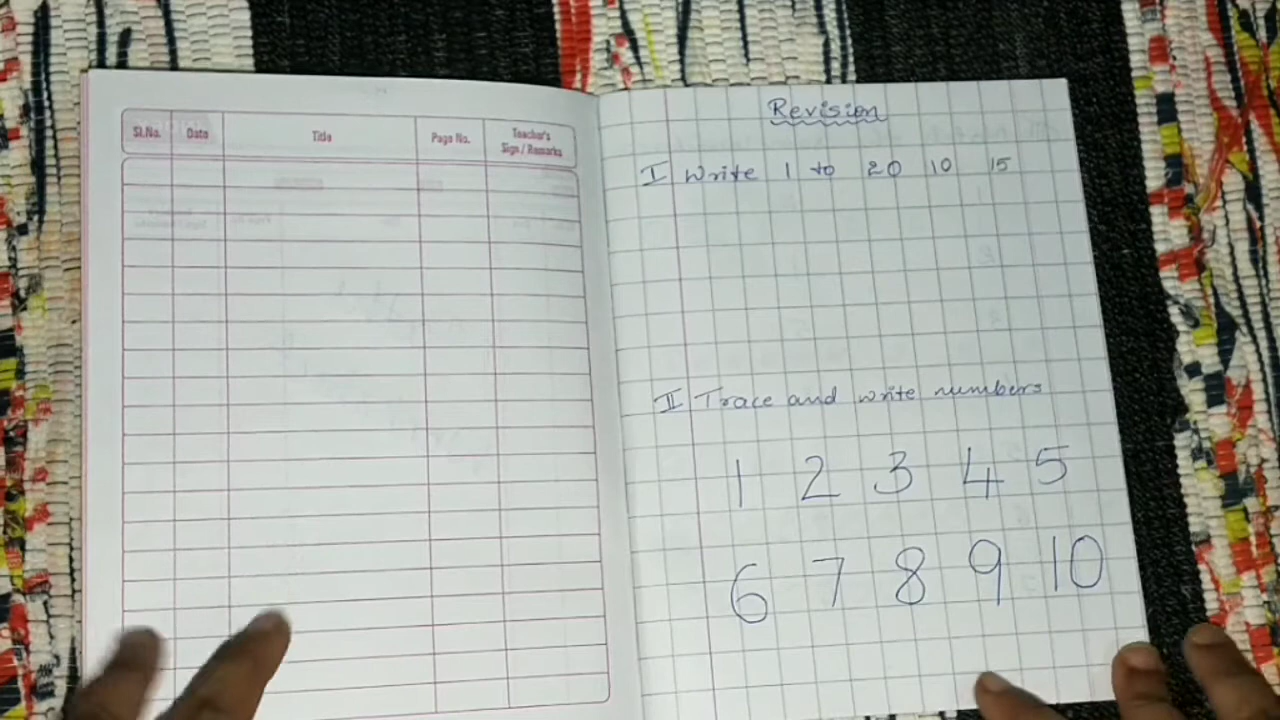 Sl.No. Date Title Page No. Teacher's Sign / Remarks
Revision
I Write 1 to 20 10 15
II Trace and write numbers
1 2 3 4 5
6 7 8 9 10